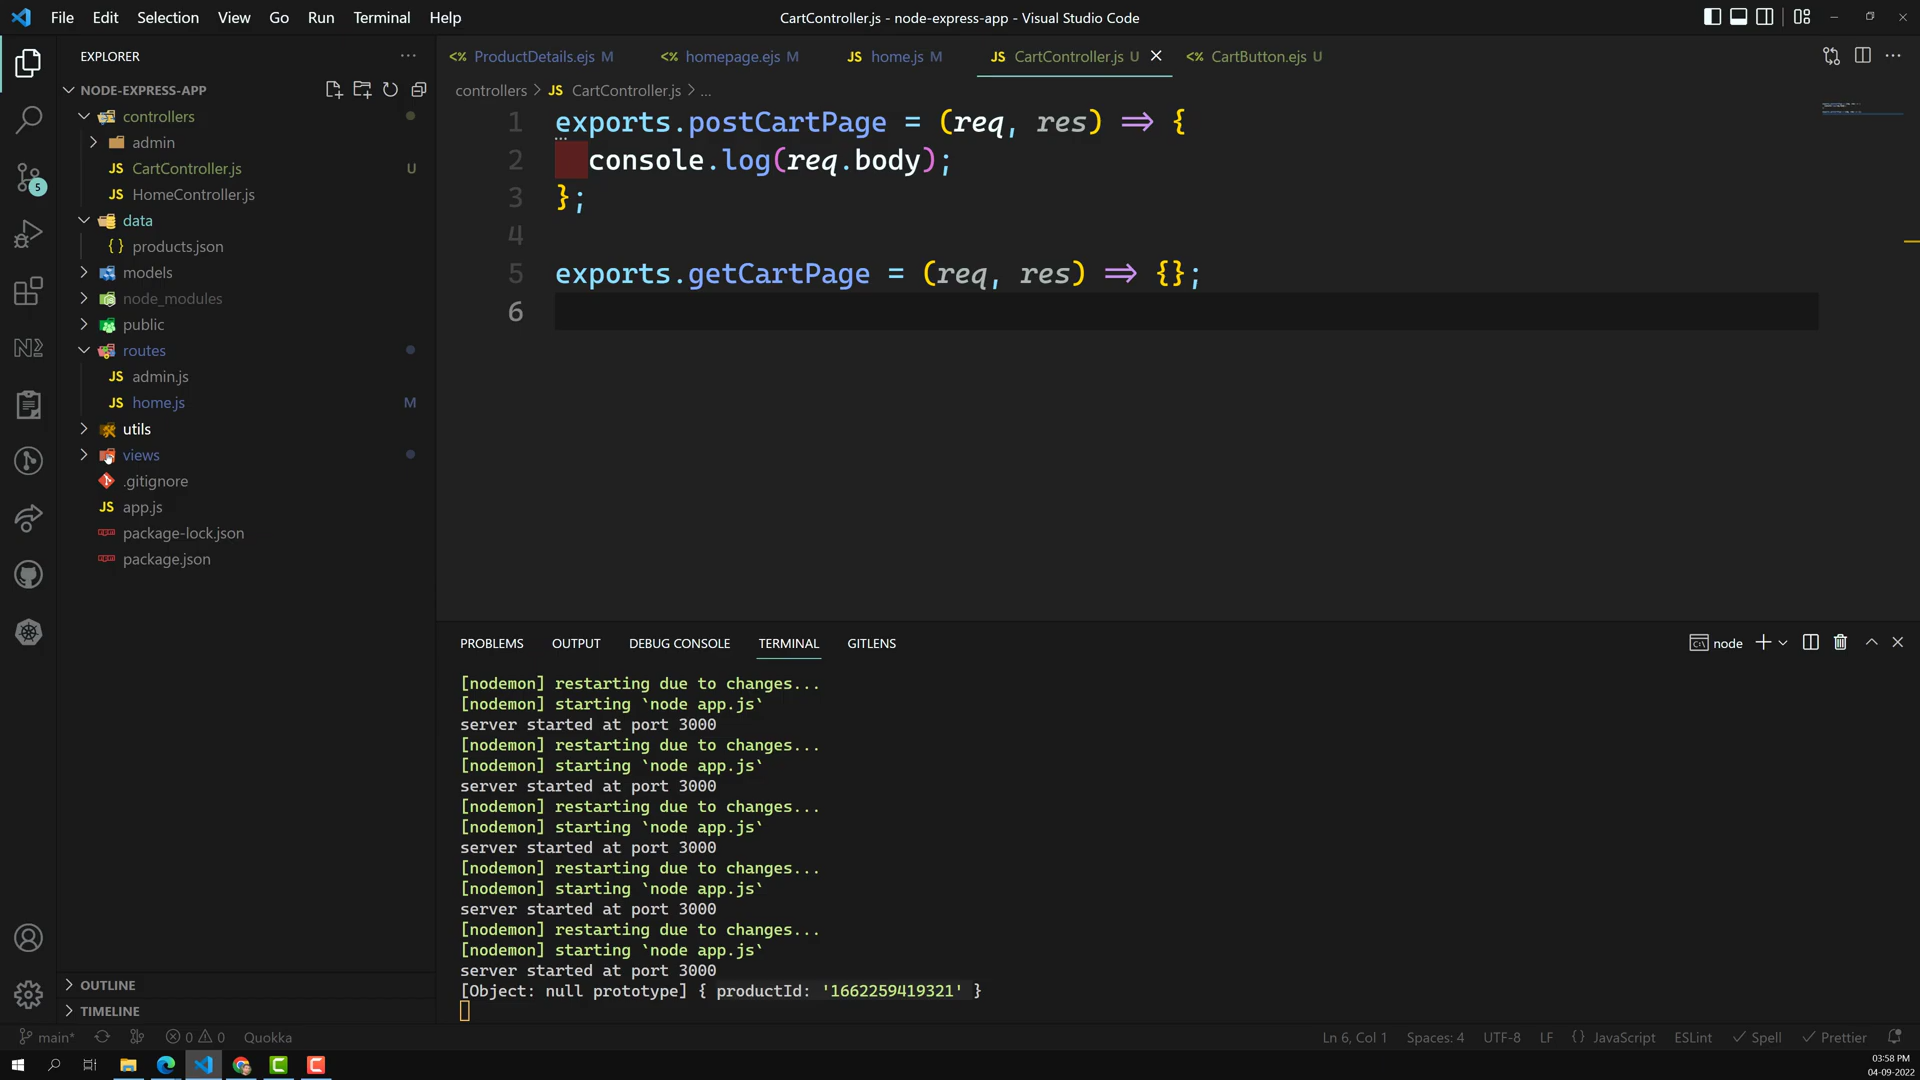 File Edit Selection View Go Run Terminal Help
CartController.js - node-express-app - Visual Studio Code
EXPLORER
NODE-EXPRESS-APP
controllers
admin
JS CartController.js U
JS HomeController.js
data
{} products.json
models
node_modules
public
routes
JS admin.js
JS home.js M
utils
views
.gitignore
JS app.js
package-lock.json
package.json
OUTLINE
TIMELINE
5
<% ProductDetails.ejs M
<% homepage.ejs M
JS home.js M
JS CartController.js U
<% CartButton.ejs U
controllers > JS CartController.js > ...
1 exports.postCartPage = (req, res) => {
2 console.log(req.body);
3 };
4
5 exports.getCartPage = (req, res) => {};
6
PROBLEMS OUTPUT DEBUG CONSOLE TERMINAL GITLENS
node
[nodemon] restarting due to changes...
[nodemon] starting `node app.js`
server started at port 3000
[nodemon] restarting due to changes...
[nodemon] starting `node app.js`
server started at port 3000
[nodemon] restarting due to changes...
[nodemon] starting `node app.js`
server started at port 3000
[nodemon] restarting due to changes...
[nodemon] starting `node app.js`
server started at port 3000
[nodemon] restarting due to changes...
[nodemon] starting `node app.js`
server started at port 3000
[Object: null prototype] { productId: '1662259419321' }
main* 0 0 Quokka
Ln 6, Col 1 Spaces: 4 UTF-8 LF {} JavaScript ESLint Spell Prettier
03:58 PM
04-09-2022